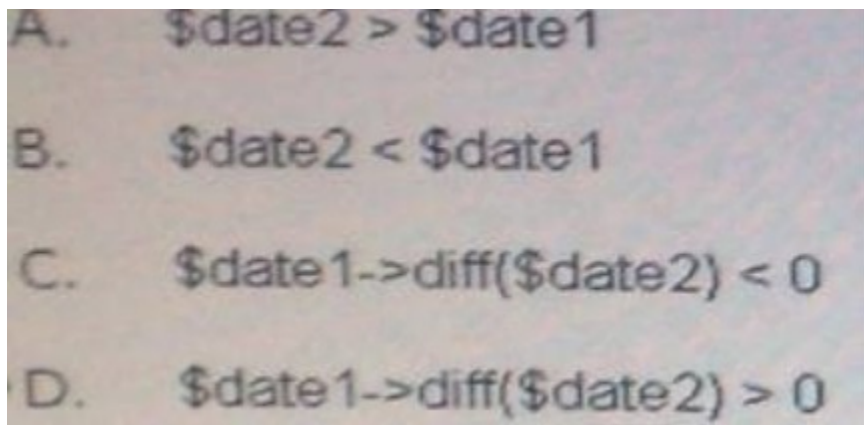 A. $date2 > $date1
B. $date2 < $date1
C. $date1->diff($date2) < 0
D. $date1->diff($date2) > 0